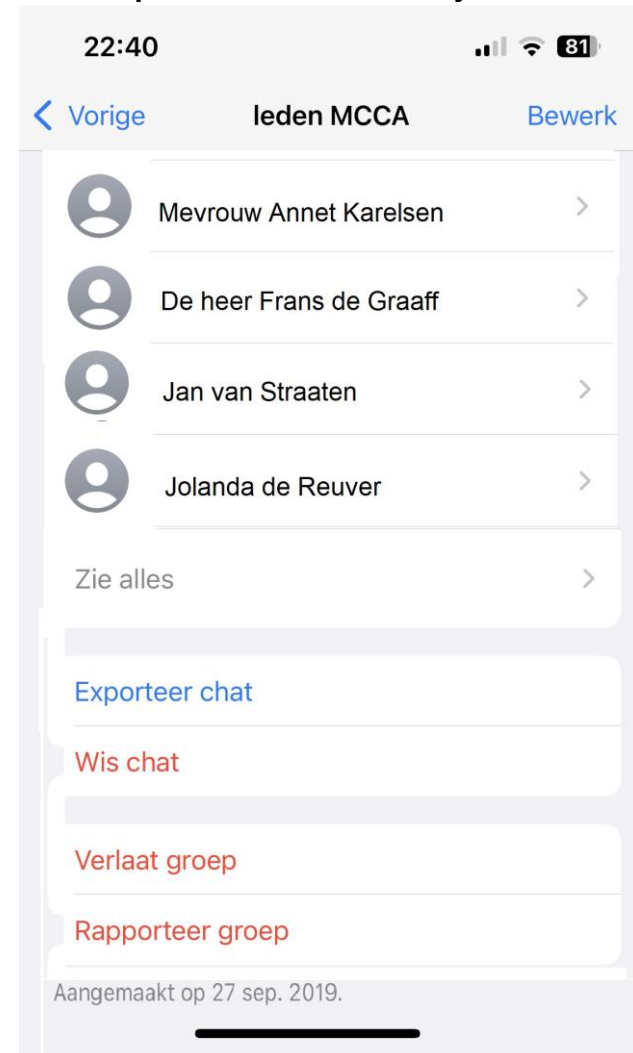 22:40 81
Vorige leden MCCA Bewerk
Mevrouw Annet Karelsen
De heer Frans de Graaff
Jan van Straaten
Jolanda de Reuver
Zie alles
Exporteer chat
Wis chat
Verlaat groep
Rapporteer groep
Aangemaakt op 27 sep. 2019.